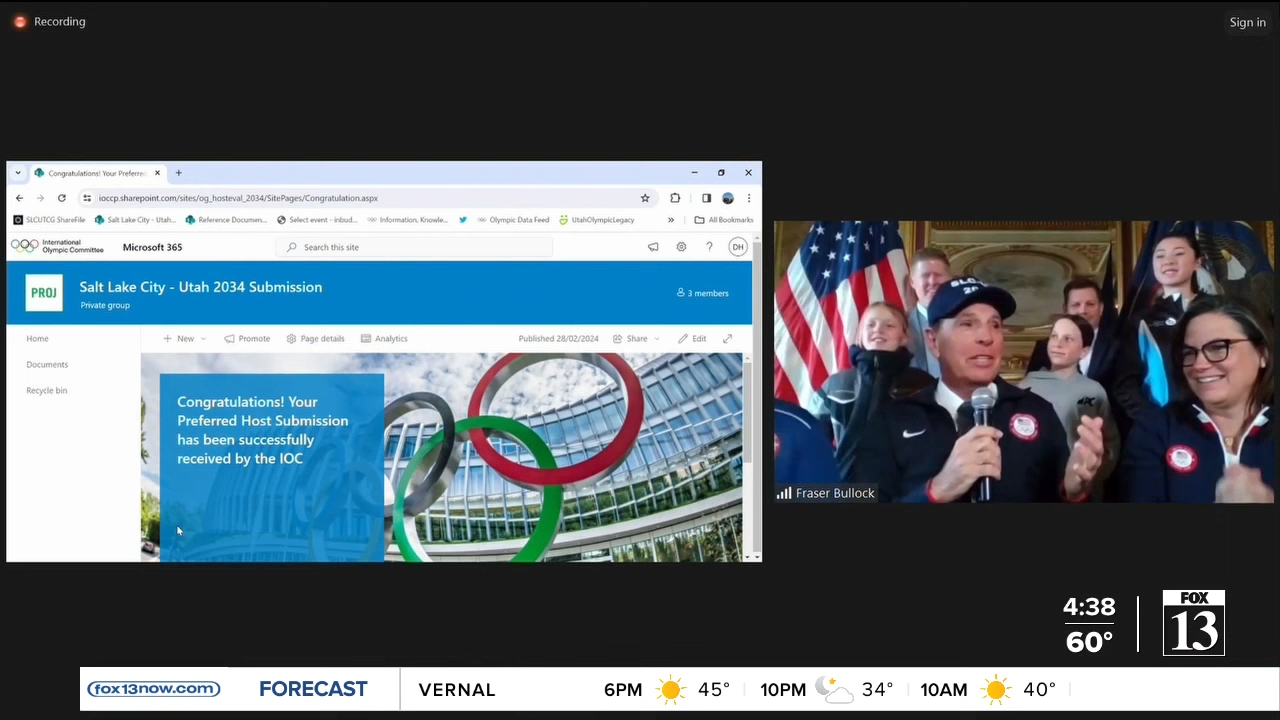 Recording
Sign in
Congratulations! Your Preferred
ioccp.sharepoint.com/sites/og_hosteval_2034/SitePages/Congratulation.aspx
SLCUTCG ShareFile
Salt Lake City - Utah...
Reference Documen...
Select event - inbud...
Information, Knowle...
Olympic Data Feed
UtahOlympicLegacy
»
All Bookmarks
International
Olympic Committee
Microsoft 365
Search this site
?
DH
PROJ
Salt Lake City - Utah 2034 Submission
Private group
3 members
Home
Documents
Recycle bin
+ New
Promote
Page details
Analytics
Published 28/02/2024
Share
Edit
Congratulations! Your
Preferred Host Submission
has been successfully
received by the IOC
Fraser Bullock
4:38
60°
FOX
13
fox13now.com
FORECAST
VERNAL
6PM 45°
10PM 34°
10AM 40°